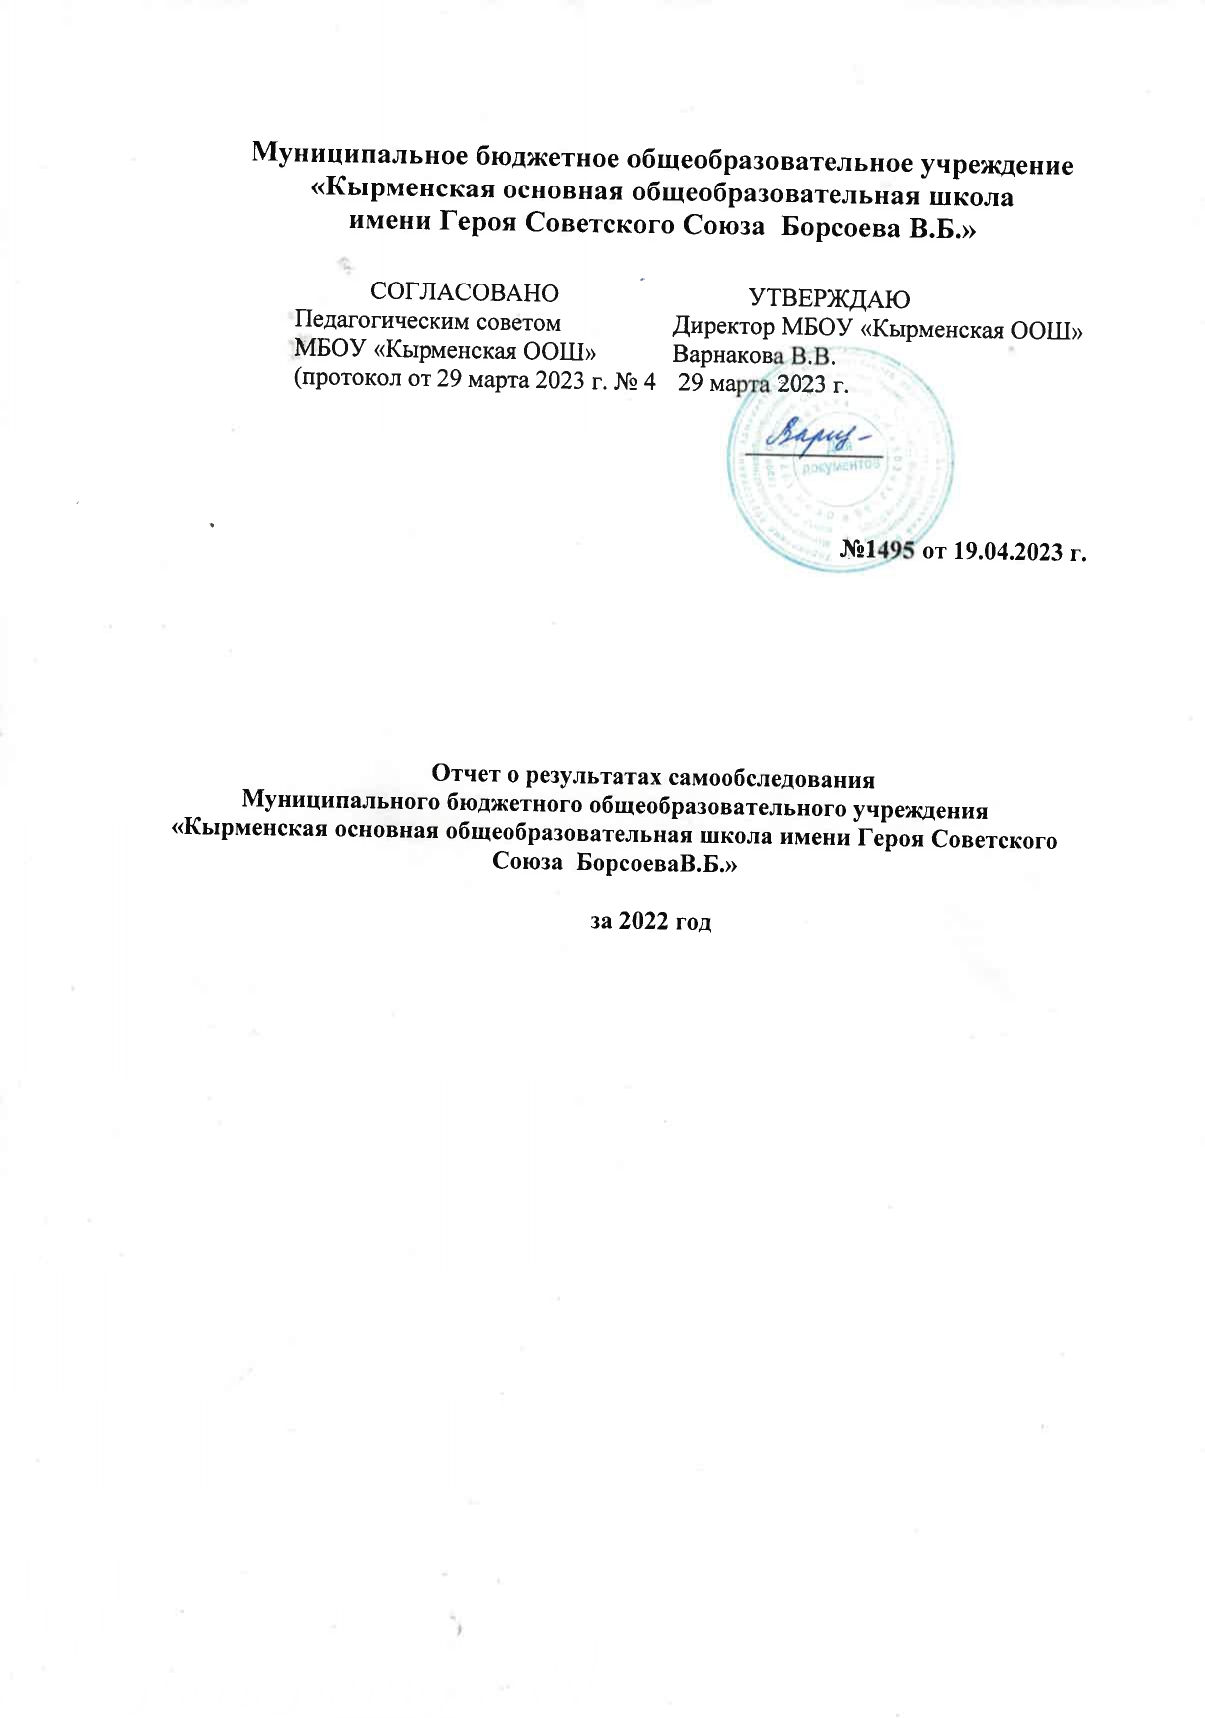 Муниципальное бюджетное общеобразовательное учреждение
«Кырменская основная общеобразовательная школа
имени Героя Советского Союза Борсоева В.Б.»
СОГЛАСОВАНО
Педагогическим советом
МБОУ «Кырменская ООШ»
(протокол от 29 марта 2023 г. № 4
УТВЕРЖДАЮ
Директор МБОУ «Кырменская ООШ»
Варнакова В.В.
29 марта 2023 г.
для
документов
№1495 от 19.04.2023 г.
Отчет о результатах самообследования
Муниципального бюджетного общеобразовательного учреждения
«Кырменская основная общеобразовательная школа имени Героя Советского
Союза БорсоеваВ.Б.»
за 2022 год